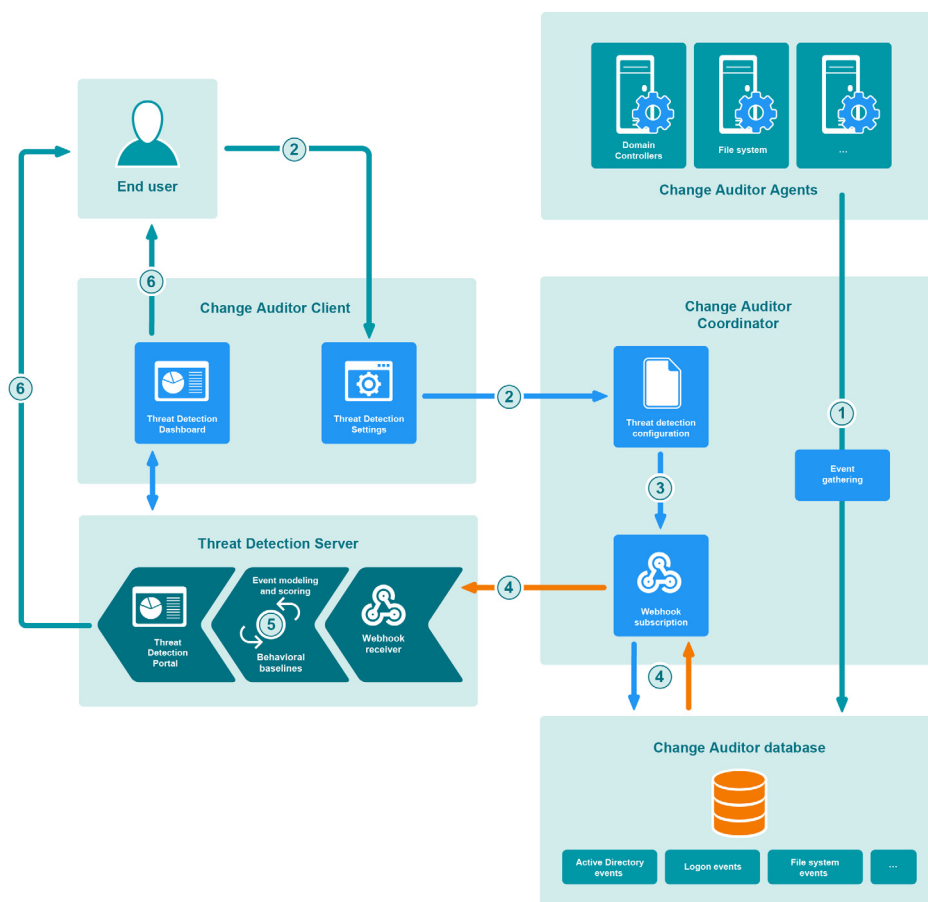 Domain
Controllers
File system
...
Change Auditor Agents
End user
2
1
6
Change Auditor Client
Threat Detection
Dashboard
Threat Detection
Settings
6
2
Change Auditor
Coordinator
Threat detection
configuration
3
Event
gathering
Webhook
subscription
4
4
Threat Detection Server
Threat
Detection
Portal
Event modeling
and scoring
5
Behavioral
baselines
Webhook
receiver
Change Auditor database
Active Directory
events
Logon events
File system
events
...